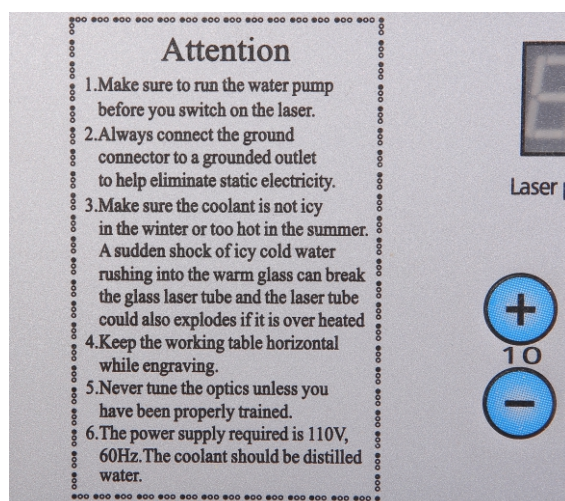 Attention
1.Make sure to run the water pump
before you switch on the laser.
2.Always connect the ground
connector to a grounded outlet
to help eliminate static electricity.
3.Make sure the coolant is not icy
in the winter or too hot in the summer.
A sudden shock of icy cold water
rushing into the warm glass can break
the glass laser tube and the laser tube
could also explodes if it is over heated
4.Keep the working table horizontal
while engraving.
5.Never tune the optics unless you
have been properly trained.
6.The power supply required is 110V,
60Hz.The coolant should be distilled
water.
Laser
+
10
-